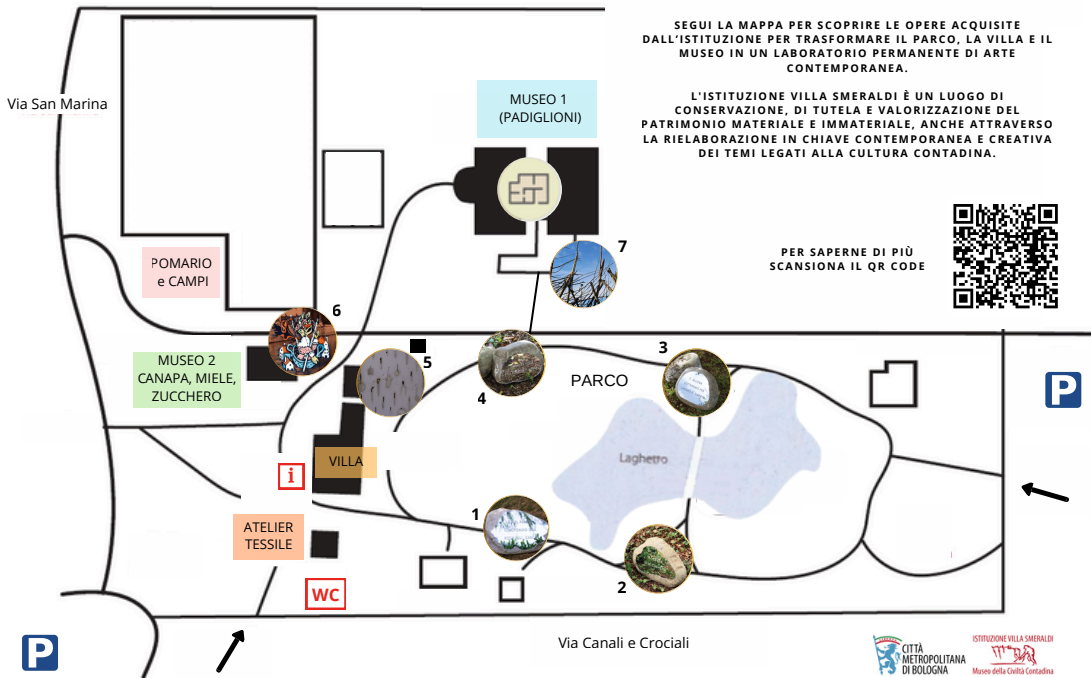 SEGUI LA MAPPA PER SCOPRIRE LE OPERE ACQUISITE
DALL'ISTITUZIONE PER TRASFORMARE IL PARCO, LA VILLA E IL
MUSEO IN UN LABORATORIO PERMANENTE DI ARTE
CONTEMPORANEA.
L'ISTITUZIONE VILLA SMERALDI È UN LUOGO DI
CONSERVAZIONE, DI TUTELA E VALORIZZAZIONE DEL
PATRIMONIO MATERIALE E IMMATERIALE, ANCHE ATTRAVERSO
LA RIELABORAZIONE IN CHIAVE CONTEMPORANEA E CREATIVA
DEI TEMI LEGATI ALLA CULTURA CONTADINA.
Via San Marina
MUSEO 1
(PADIGLIONI)
7
PER SAPERNE DI PIÙ
SCANSIONA IL QR CODE
POMARIO
e CAMPI
6
MUSEO 2
CANAPA, MIELE,
ZUCCHERO
5
4
3
PARCO
P
Laghetto
VILLA
i
1
ATELIER
TESSILE
2
WC
P
Via Canali e Crociali
CITTÀ
METROPOLITANA
DI BOLOGNA
ISTITUZIONE VILLA SMERALDI
Museo della Civiltà Contadina